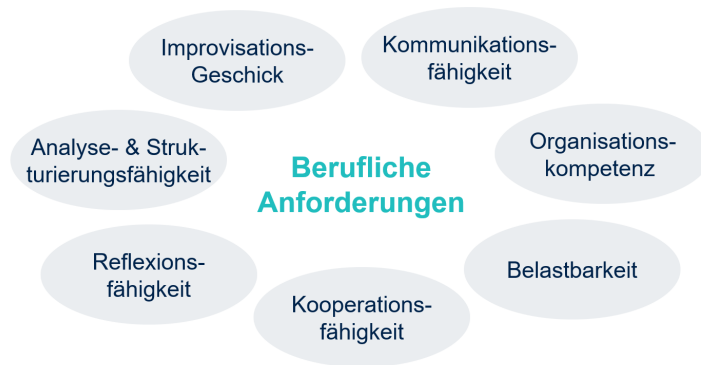 Improvisations-
Geschick
Kommunikations-
fähigkeit
Analyse- & Struk-
turierungsfähigkeit
Berufliche
Anforderungen
Organisations-
kompetenz
Reflexions-
fähigkeit
Belastbarkeit
Kooperations-
fähigkeit